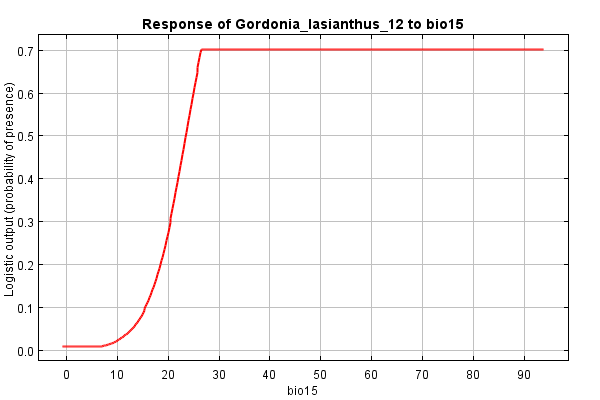 Response of Gordonia_lasianthus_12 to bio15
Logistic output (probability of presence)
0.7
0.6
0.5
0.4
0.3
0.2
0.1
0.0
0 10 20 30 40 50 60 70 80 90
bio15